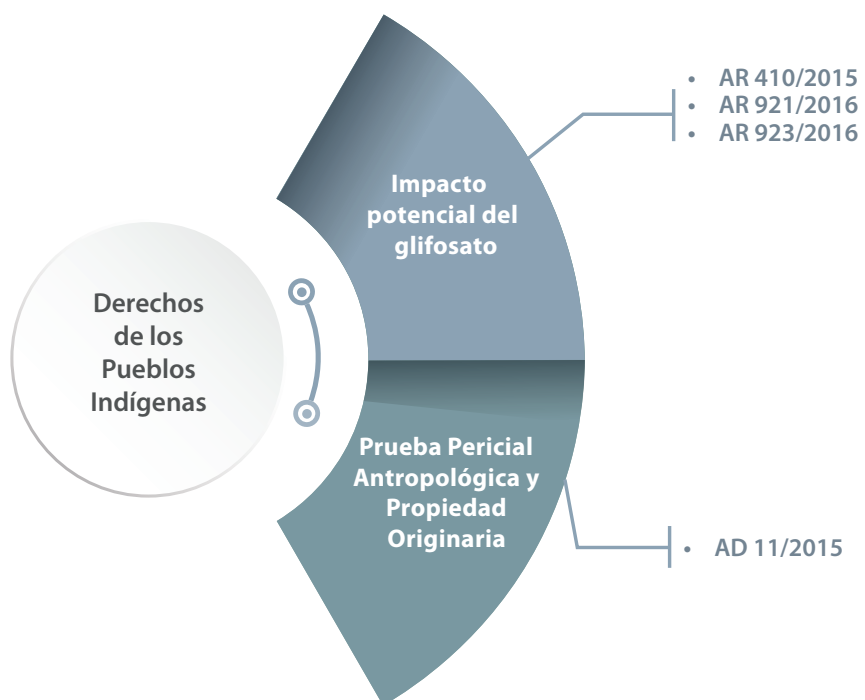 Derechos
de los
Pueblos
Indígenas
Impacto
potencial del
glifosato
• AR 410/2015
• AR 921/2016
• AR 923/2016
Prueba Pericial
Antropológica y
Propiedad
Originaria
• AD 11/2015